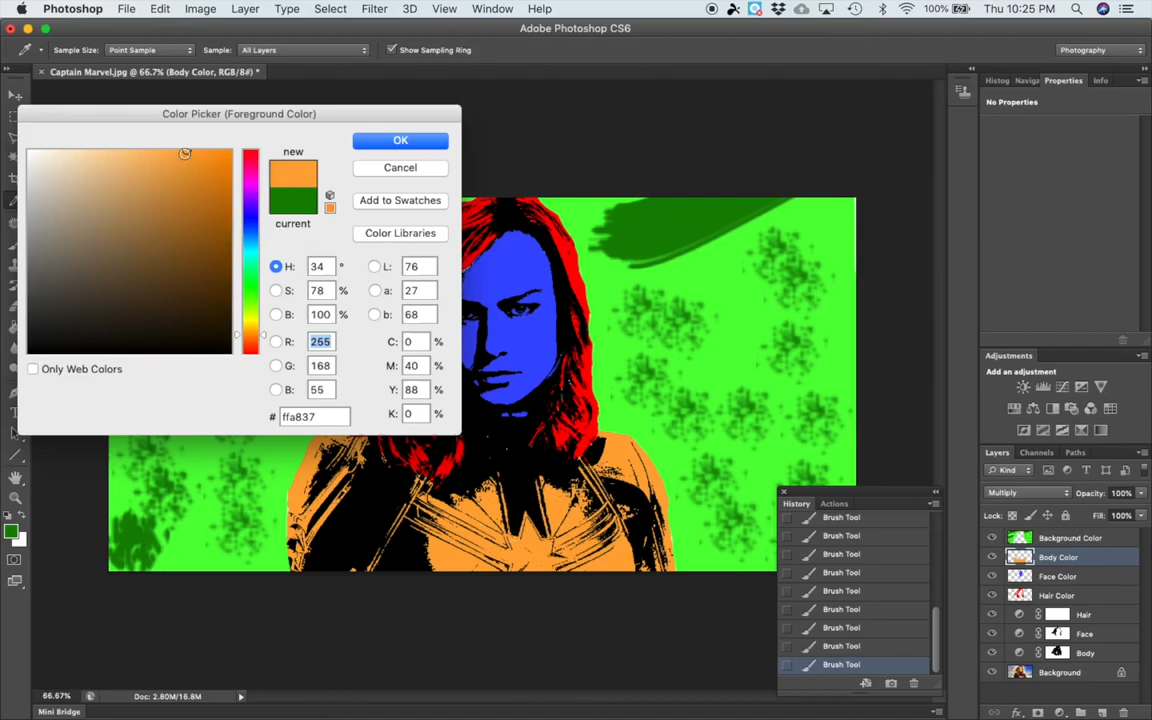 Photoshop File Edit Image Layer Type Select Filter 3D View Window Help 100% Thu 10:25 PM
Adobe Photoshop CS6
Sample Size: Point Sample Sample: All Layers Show Sampling Ring Photography
Captain Marvel.jpg @ 66.7% (Body Color, RGB/8#) *
Histog Naviga Properties Info
No Properties
Color Picker (Foreground Color)
new
OK
Cancel
Add to Swatches
current
Color Libraries
H: 34 ° L: 76
S: 78 % a: 27
B: 100 % b: 68
R: 255 C: 0 %
G: 168 M: 40 %
B: 55 Y: 88 %
# ffa837 K: 0 %
Only Web Colors
Adjustments
Add an adjustment
Layers Channels Paths
Kind
Multiply Opacity: 100%
Lock: Fill: 100%
Background Color
Body Color
Face Color
Hair Color
Hair
Face
Body
Background
History Actions
Brush Tool
Brush Tool
Brush Tool
Brush Tool
Brush Tool
Brush Tool
Brush Tool
Brush Tool
Brush Tool
66.67% Doc: 2.80M/16.8M
Mini Bridge